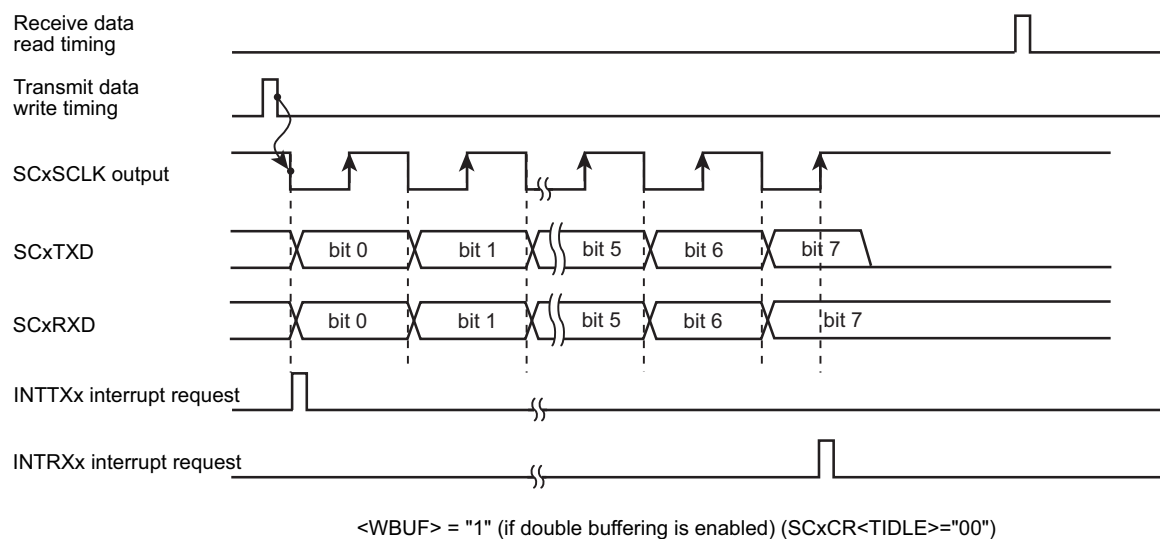 Receive data
read timing
Transmit data
write timing
SCxSCLK output
SCxTXD
bit 0
bit 1
bit 5
bit 6
bit 7
SCxRXD
bit 0
bit 1
bit 5
bit 6
bit 7
INTTXx interrupt request
INTRXx interrupt request
<WBUF> = "1" (if double buffering is enabled) (SCxCR<TIDLE>="00")